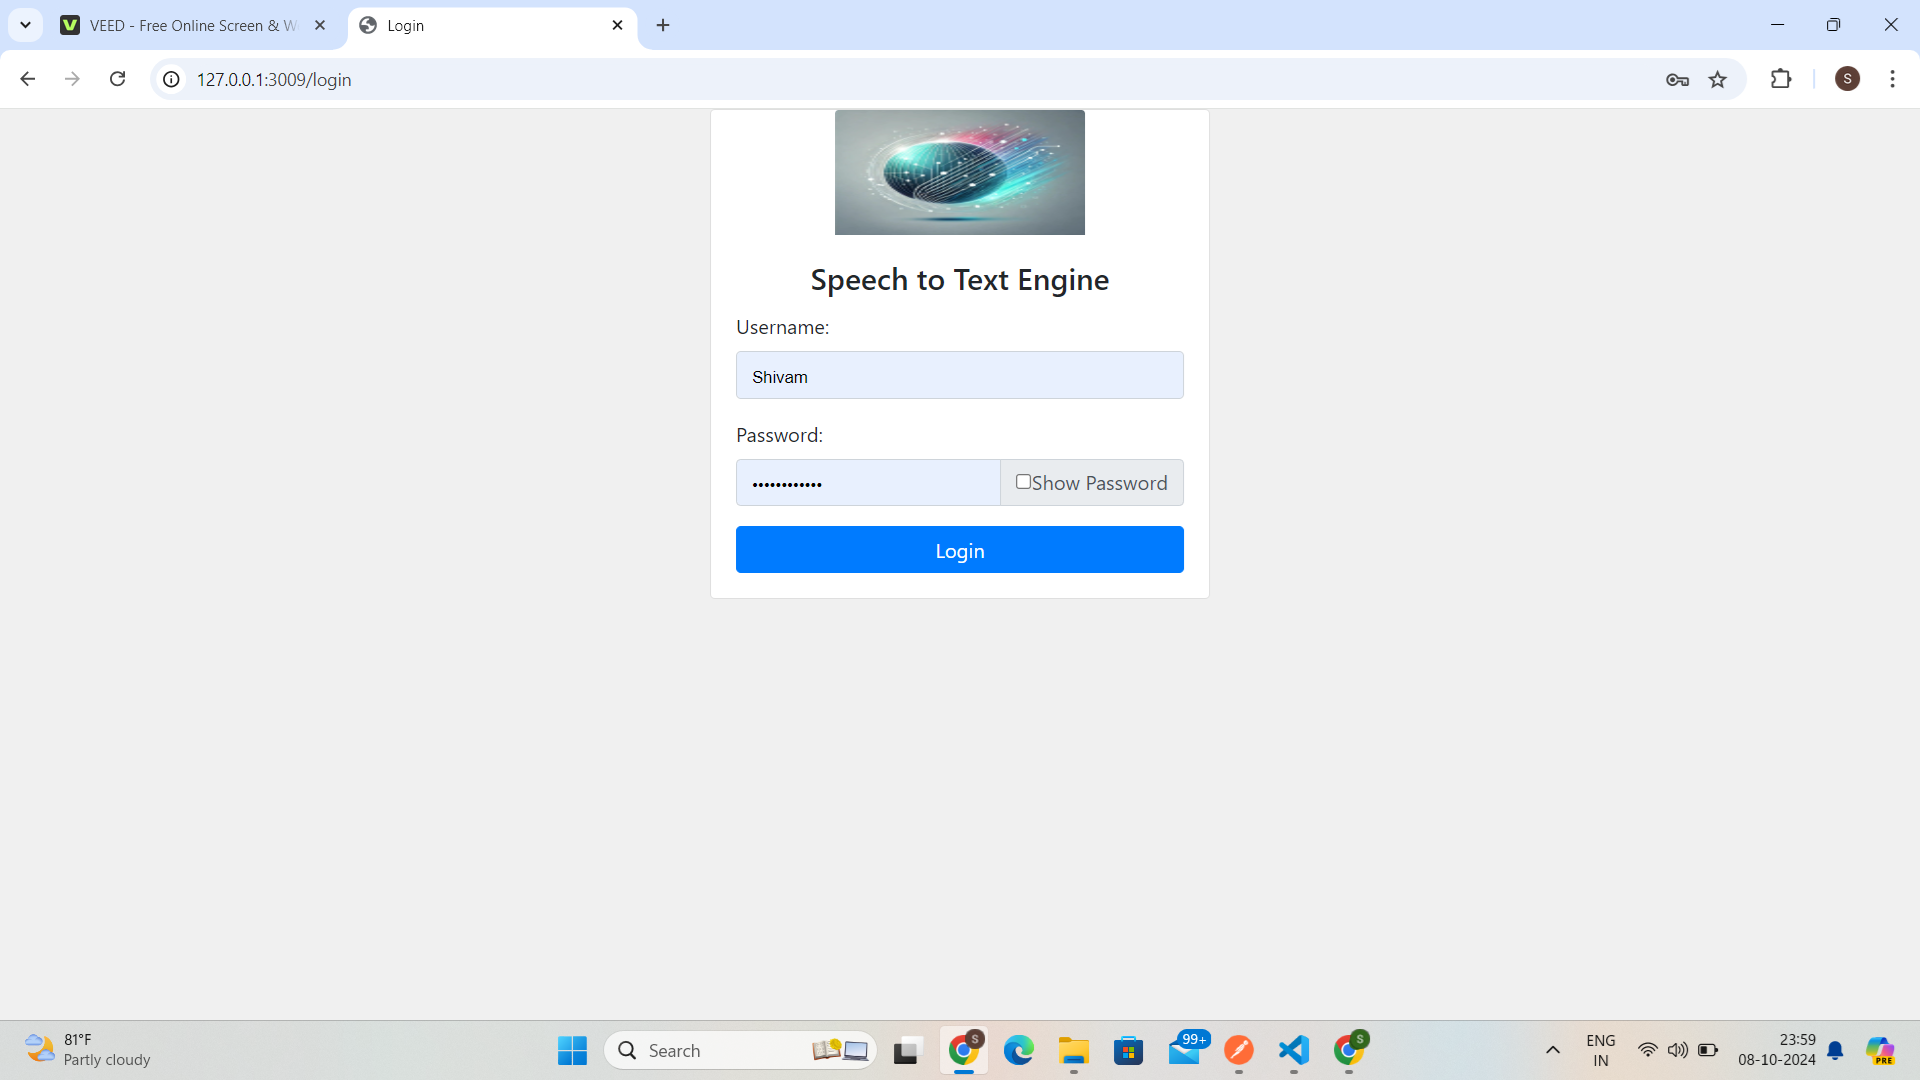 VEED - Free Online Screen & W
Login
127.0.0.1:3009/login
S
Speech to Text Engine
Username:
Shivam
Password:
••••••••••••
Show Password
Login
81°F
Partly cloudy
Search
S
99+
S
ENG
IN
23:59
08-10-2024
PRE